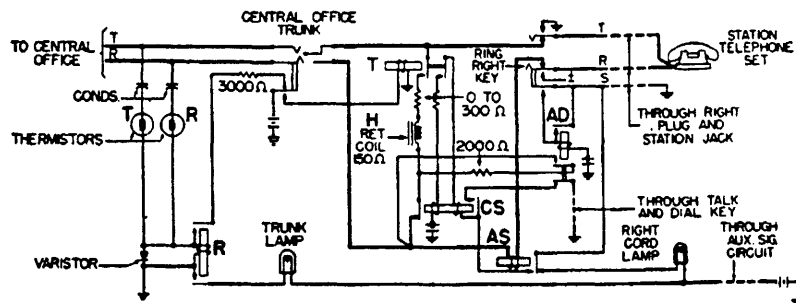 CENTRAL OFFICE
TRUNK
TO CENTRAL
OFFICE
T
R
CONDS.
THERMISTORS
T
R
3000Ω
T
H
RET
COIL
150Ω
0 TO
300Ω
2000Ω
RING
RIGHT
KEY
T
R
S
I
AD
STATION
TELEPHONE
SET
THROUGH RIGHT
PLUG AND
STATION JACK
THROUGH TALK
AND DIAL KEY
CS
AS
R
VARISTOR
TRUNK
LAMP
RIGHT
CORD
LAMP
THROUGH
AUX. SIG.
CIRCUIT